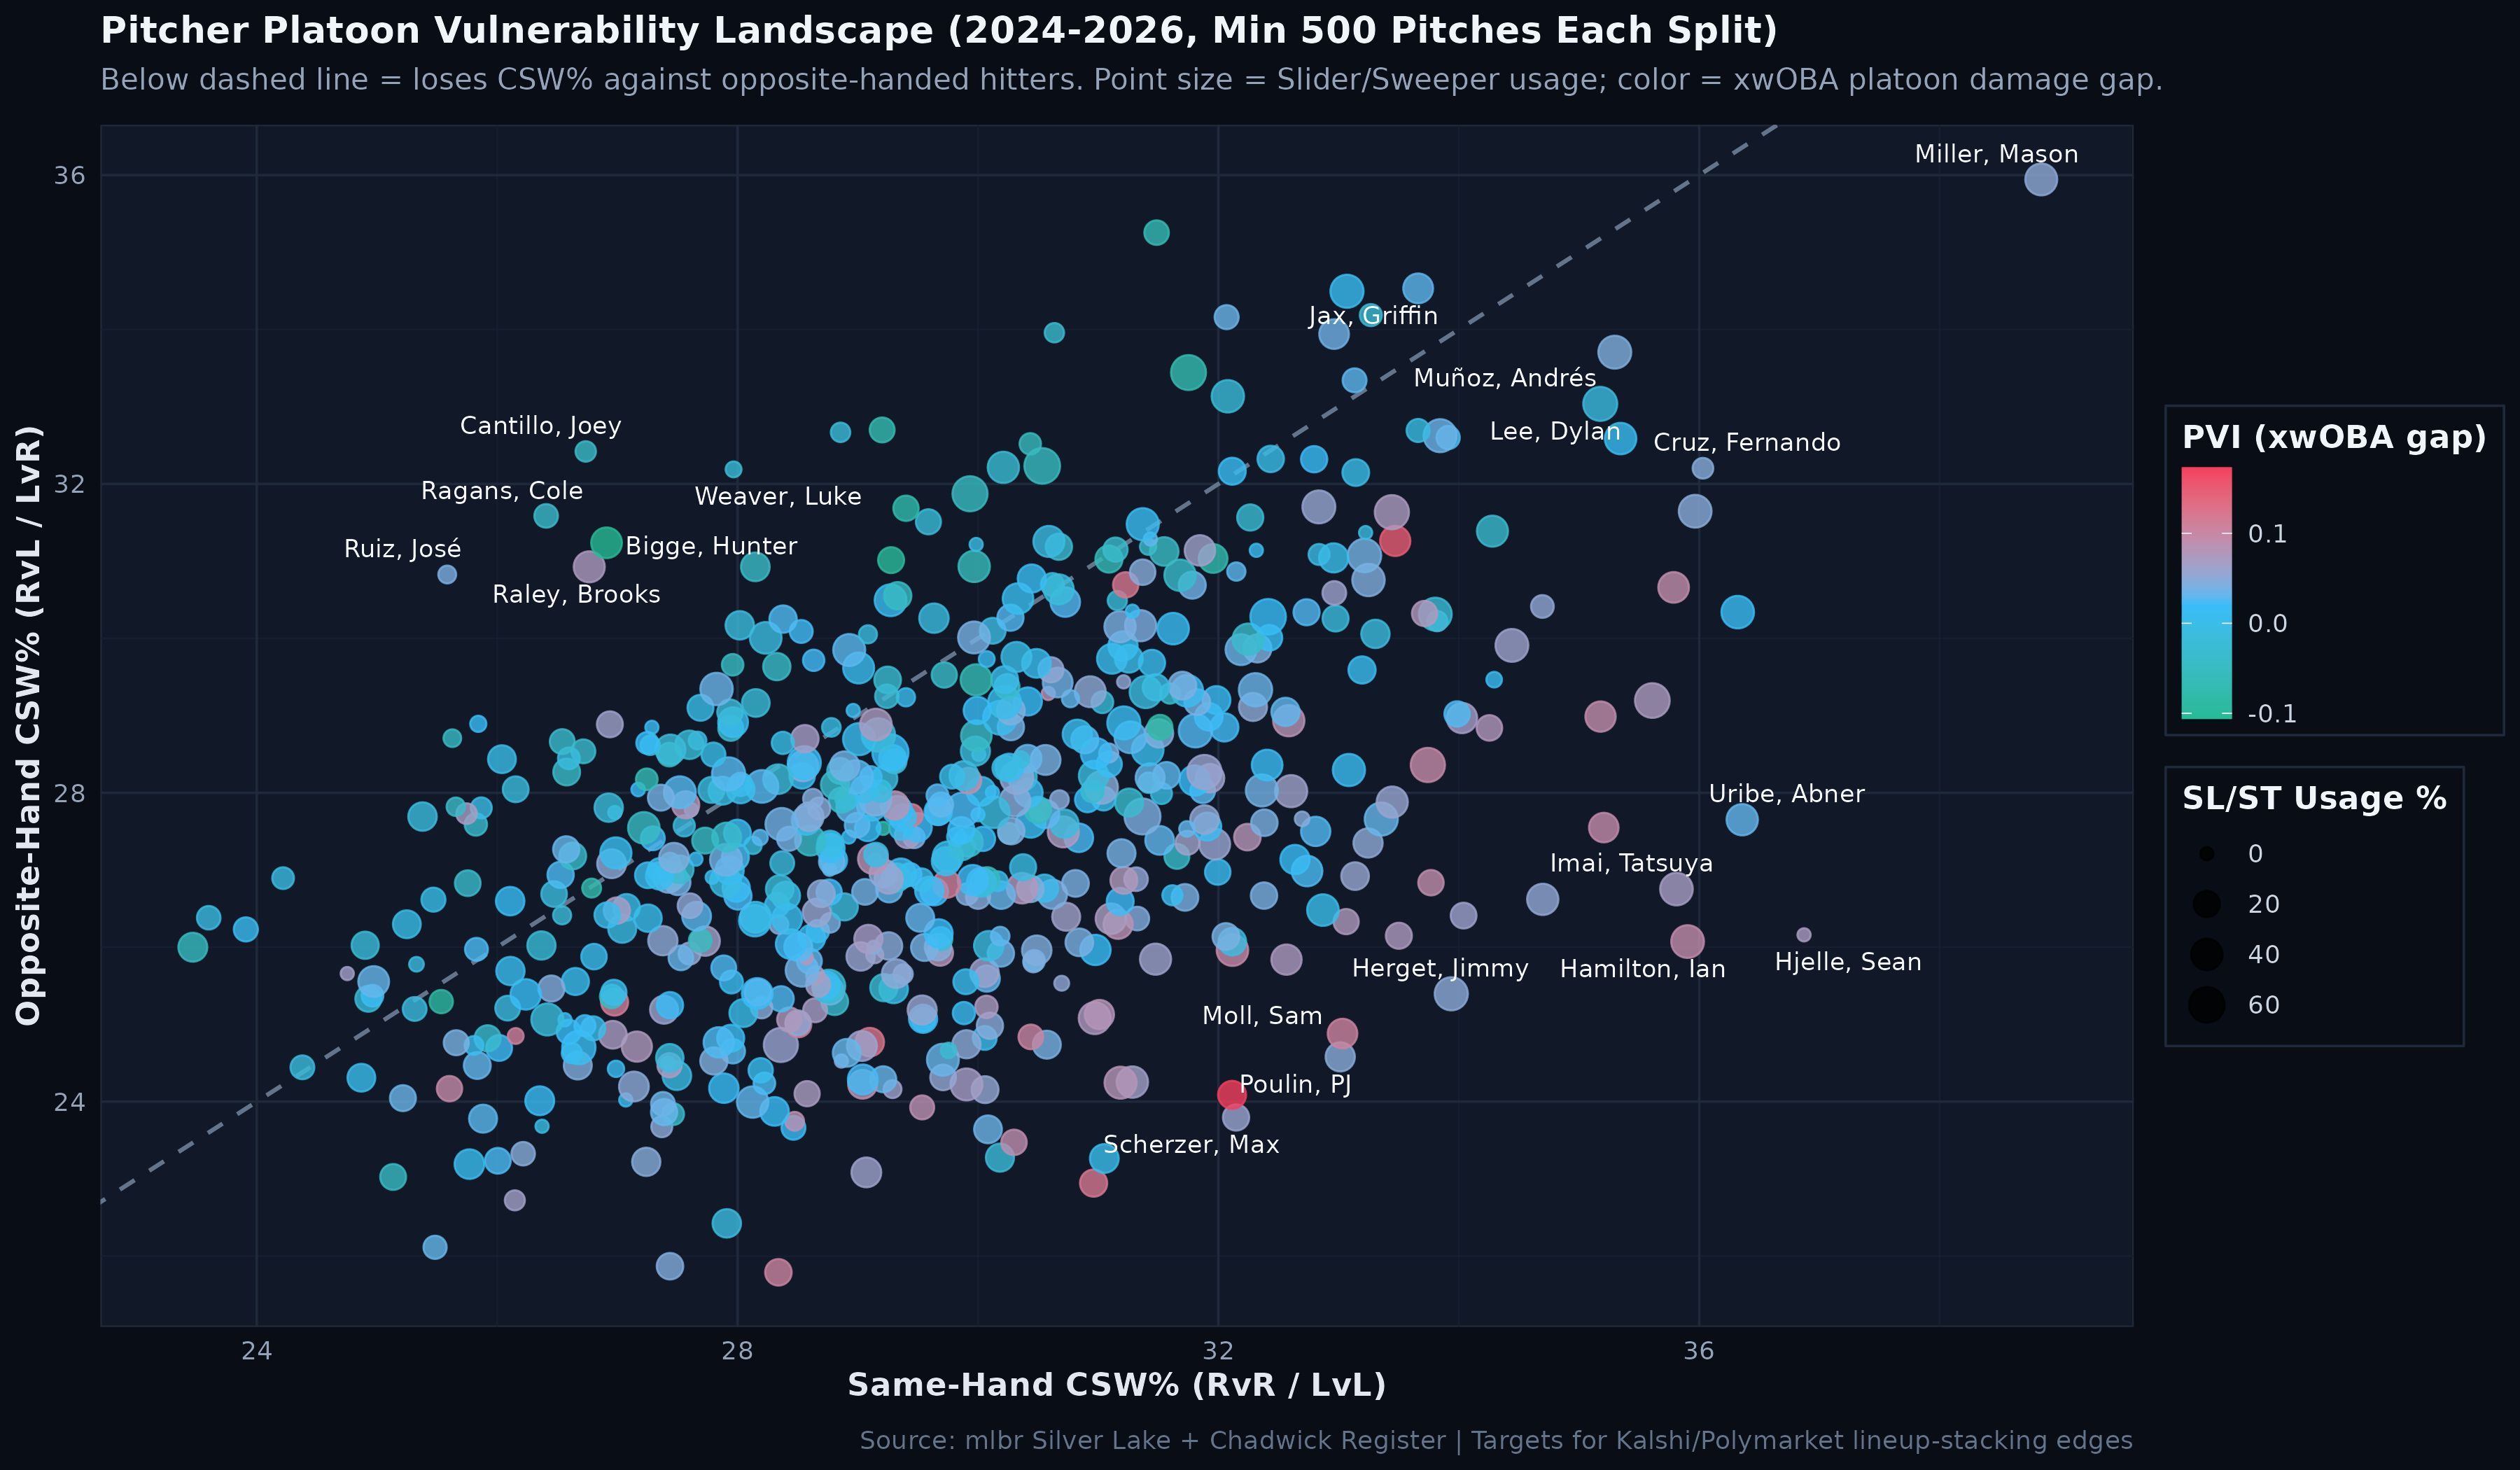 Pitcher Platoon Vulnerability Landscape (2024-2026, Min 500 Pitches Each Split)
Below dashed line = loses CSW% against opposite-handed hitters. Point size = Slider/Sweeper usage; color = xwOBA platoon damage gap.
Opposite-Hand CSW% (RvL / LvR)
36
32
28
24
Miller, Mason
Jax, Griffin
Muñoz, Andrés
Cantillo, Joey
Lee, Dylan
Cruz, Fernando
Ragans, Cole
Weaver, Luke
Ruiz, José
Bigge, Hunter
Raley, Brooks
Uribe, Abner
Imai, Tatsuya
Herget, Jimmy
Hamilton, Ian
Hjelle, Sean
Moll, Sam
Poulin, PJ
Scherzer, Max
24
28
32
36
Same-Hand CSW% (RvR / LvL)
PVI (xwOBA gap)
0.1
0.0
-0.1
SL/ST Usage %
0
20
40
60
Source: mlbr Silver Lake + Chadwick Register | Targets for Kalshi/Polymarket lineup-stacking edges